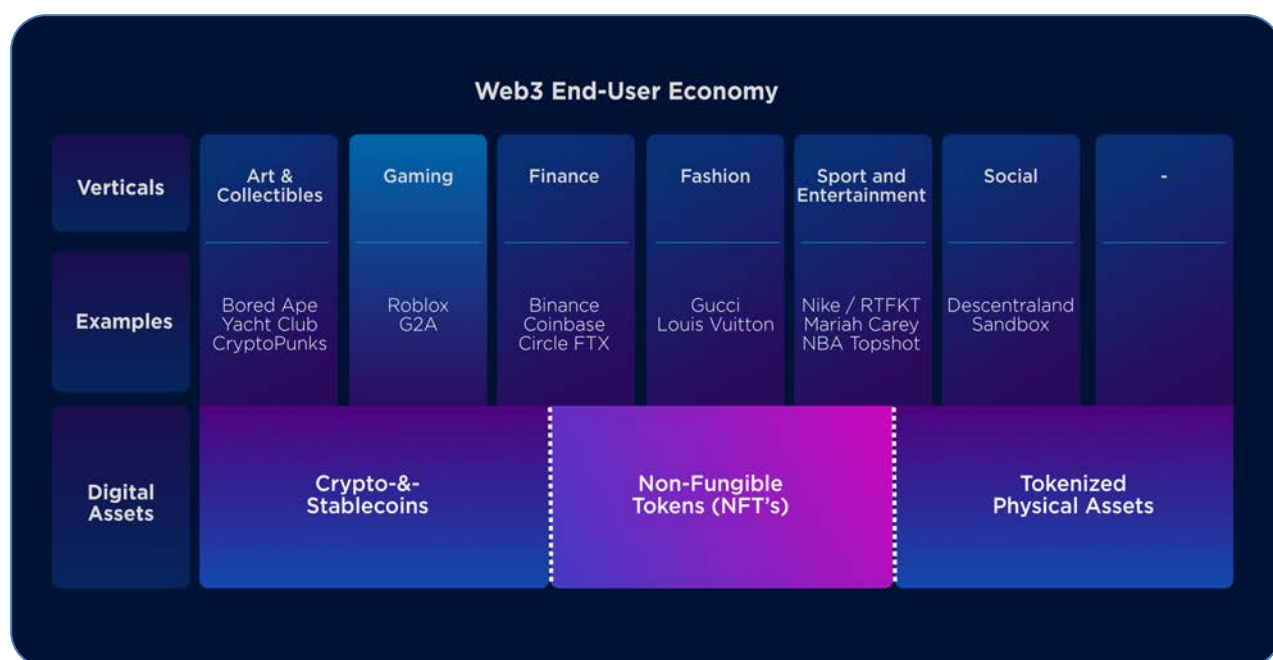 Web3 End-User Economy
Verticals
Art &
Collectibles
Gaming
Finance
Fashion
Sport and
Entertainment
Social
-
Examples
Bored Ape
Yacht Club
CryptoPunks
Roblox
G2A
Binance
Coinbase
Circle FTX
Gucci
Louis Vuitton
Nike / RTFKT
Mariah Carey
NBA Topshot
Descentraland
Sandbox
Digital
Assets
Crypto-&-
Stablecoins
Non-Fungible
Tokens (NFT's)
Tokenized
Physical Assets